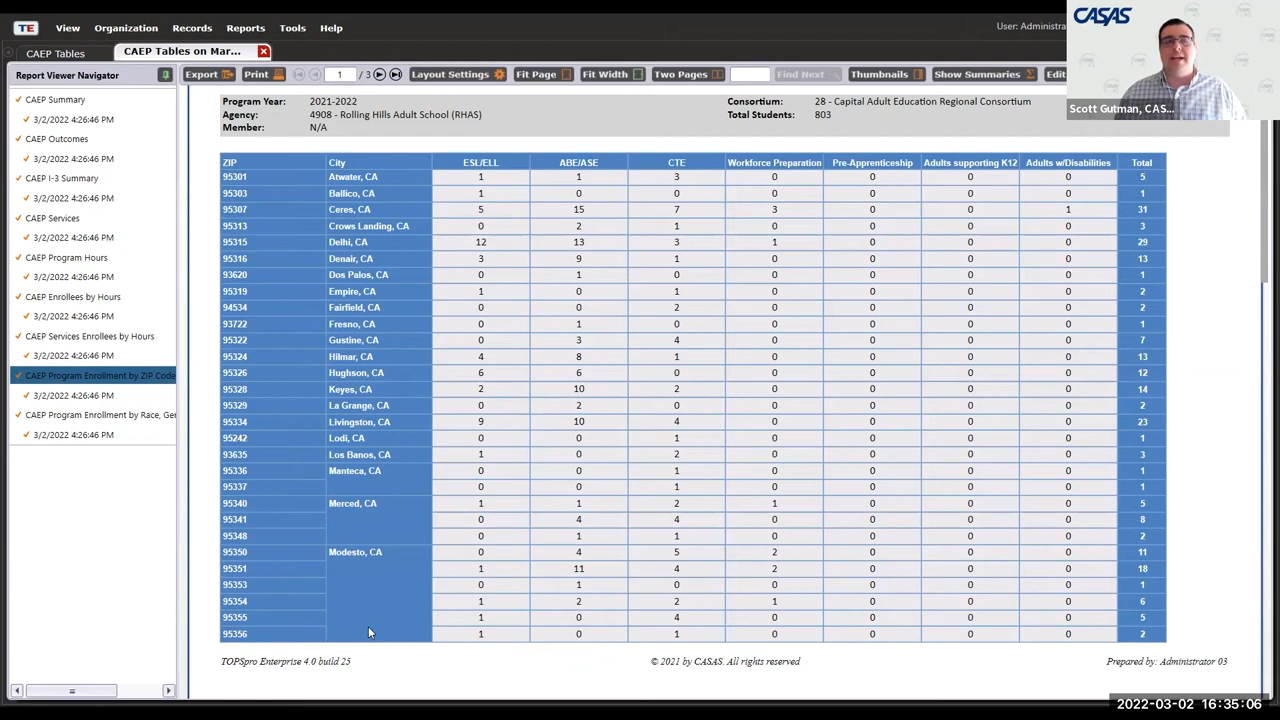 TE View Organization Records Reports Tools Help User: Administra
CASAS
CAEP Tables CAEP Tables on Mar...
Report Viewer Navigator Export Print 1 / 3 Layout Settings Fit Page Fit Width Two Pages Find Next Thumbnails Show Summaries Edit
Scott Gutman, CAS...
CAEP Summary
3/2/2022 4:26:46 PM
CAEP Outcomes
3/2/2022 4:26:46 PM
CAEP I-3 Summary
3/2/2022 4:26:46 PM
CAEP Services
3/2/2022 4:26:46 PM
CAEP Program Hours
3/2/2022 4:26:46 PM
CAEP Enrollees by Hours
3/2/2022 4:26:46 PM
CAEP Services Enrollees by Hours
3/2/2022 4:26:46 PM
CAEP Program Enrollment by ZIP Code
3/2/2022 4:26:46 PM
CAEP Program Enrollment by Race, Ger
3/2/2022 4:26:46 PM
Program Year: 2021-2022 Consortium: 28 - Capital Adult Education Regional Consortium
Agency: 4908 - Rolling Hills Adult School (RHAS) Total Students: 803
Member: N/A
ZIP City ESL/ELL ABE/ASE CTE Workforce Preparation Pre-Apprenticeship Adults supporting K12 Adults w/Disabilities Total
95301 Atwater, CA 1 1 3 0 0 0 0 5
95303 Ballico, CA 1 0 0 0 0 0 0 1
95307 Ceres, CA 5 15 7 3 0 0 1 31
95313 Crows Landing, CA 0 2 1 0 0 0 0 3
95315 Delhi, CA 12 13 3 1 0 0 0 29
95316 Denair, CA 3 9 1 0 0 0 0 13
93620 Dos Palos, CA 0 1 0 0 0 0 0 1
95319 Empire, CA 1 0 1 0 0 0 0 2
94534 Fairfield, CA 0 0 2 0 0 0 0 2
93722 Fresno, CA 0 1 0 0 0 0 0 1
95322 Gustine, CA 0 3 4 0 0 0 0 7
95324 Hilmar, CA 4 8 1 0 0 0 0 13
95326 Hughson, CA 6 6 0 0 0 0 0 12
95328 Keyes, CA 2 10 2 0 0 0 0 14
95329 La Grange, CA 0 2 0 0 0 0 0 2
95334 Livingston, CA 9 10 4 0 0 0 0 23
95242 Lodi, CA 0 0 1 0 0 0 0 1
93635 Los Banos, CA 1 0 2 0 0 0 0 3
95336 Manteca, CA 0 0 1 0 0 0 0 1
95337 0 0 1 0 0 0 0 1
95340 Merced, CA 1 1 2 1 0 0 0 5
95341 0 4 4 0 0 0 0 8
95348 0 1 1 0 0 0 0 2
95350 Modesto, CA 0 4 5 2 0 0 0 11
95351 1 11 4 2 0 0 0 18
95353 0 1 0 0 0 0 0 1
95354 1 2 2 1 0 0 0 6
95355 1 0 4 0 0 0 0 5
95356 1 0 1 0 0 0 0 2
TOPSpro Enterprise 4.0 build 25 © 2021 by CASAS. All rights reserved Prepared by: Administrator 03
2022-03-02 16:35:06